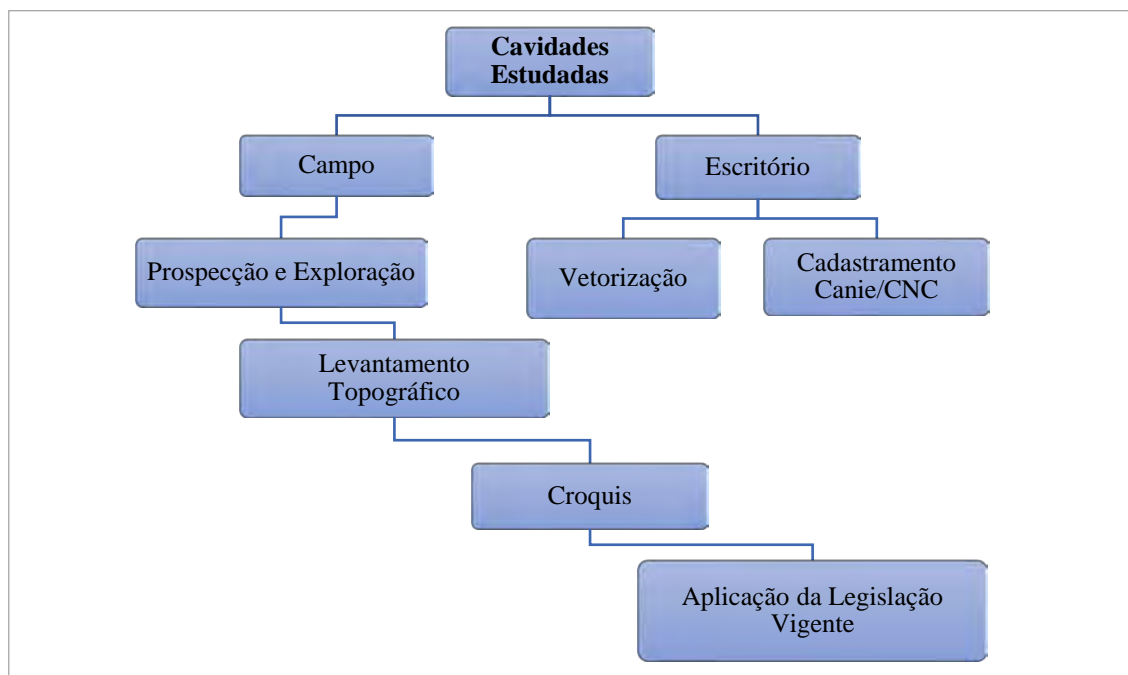 Cavidades
Estudadas
Campo
Escritório
Prospecção e Exploração
Vetorização
Cadastramento
Canie/CNC
Levantamento
Topográfico
Croquis
Aplicação da Legislação
Vigente